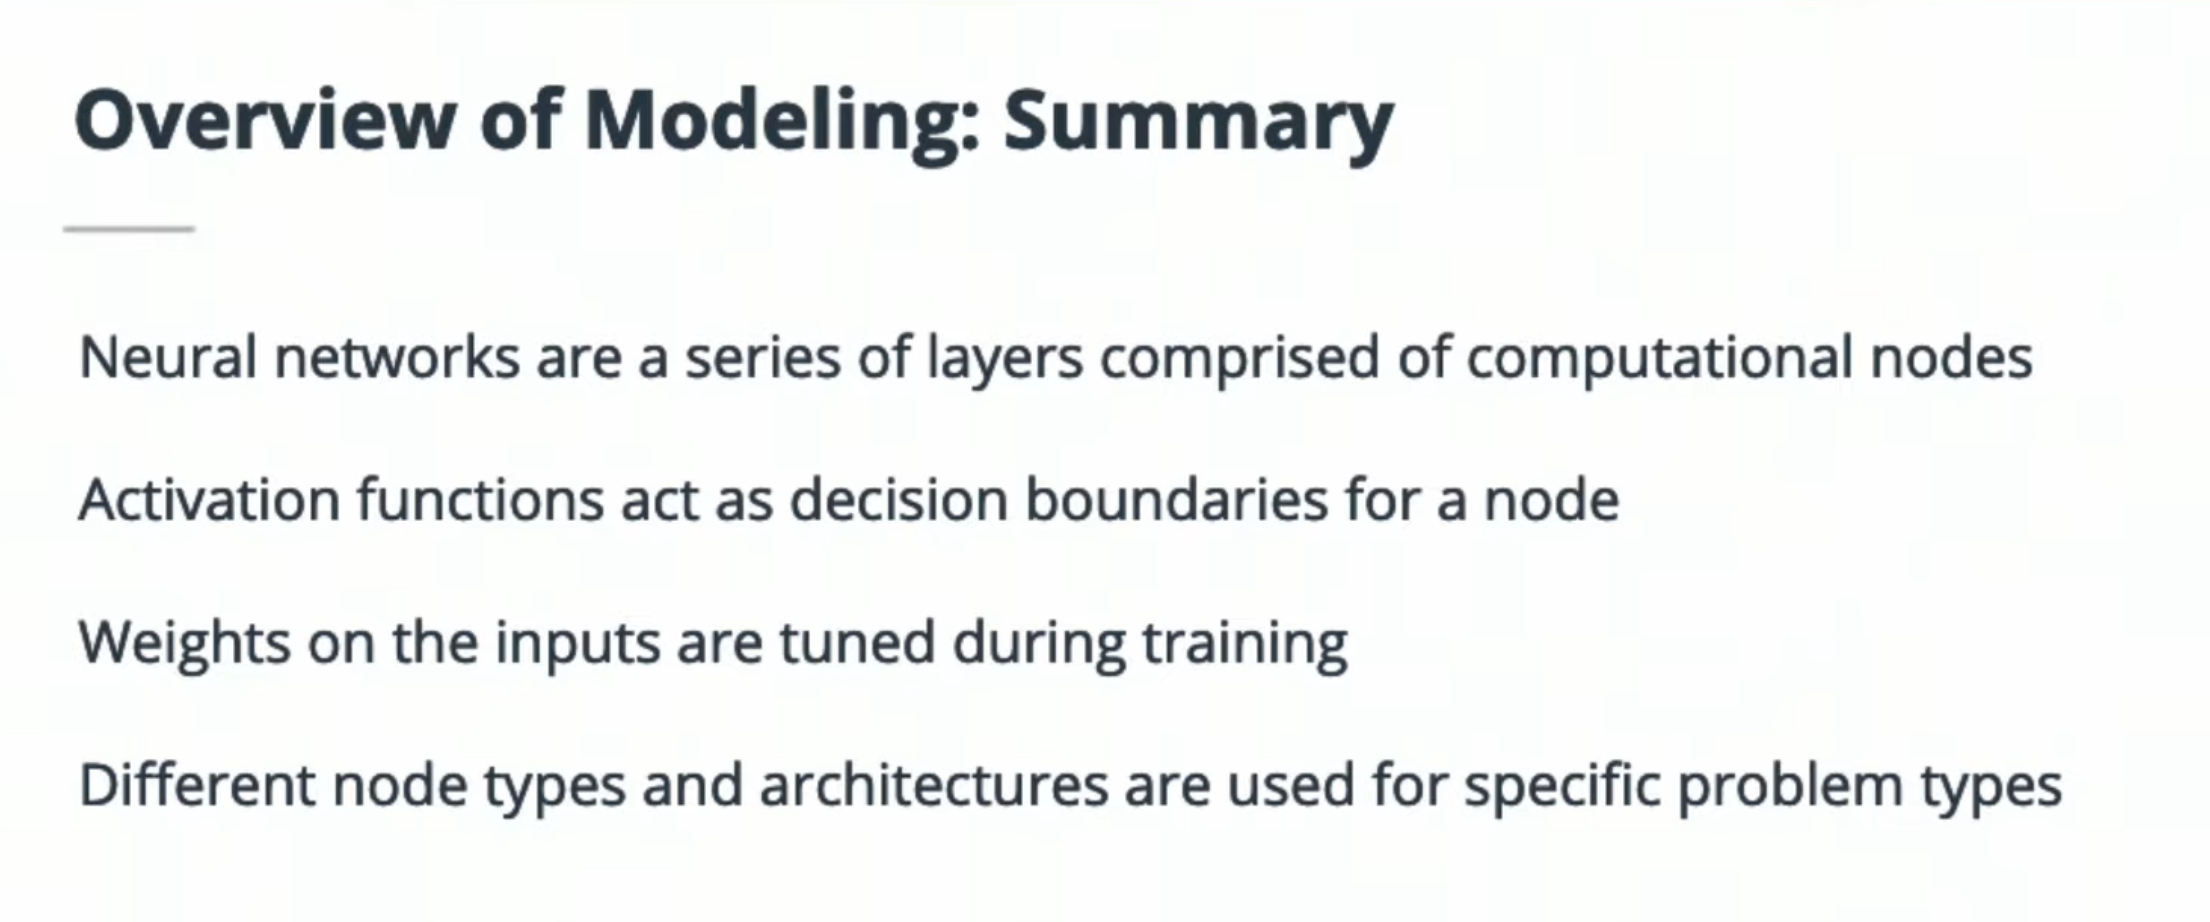 Overview of Modeling: Summary
Neural networks are a series of layers comprised of computational nodes
Activation functions act as decision boundaries for a node
Weights on the inputs are tuned during training
Different node types and architectures are used for specific problem types